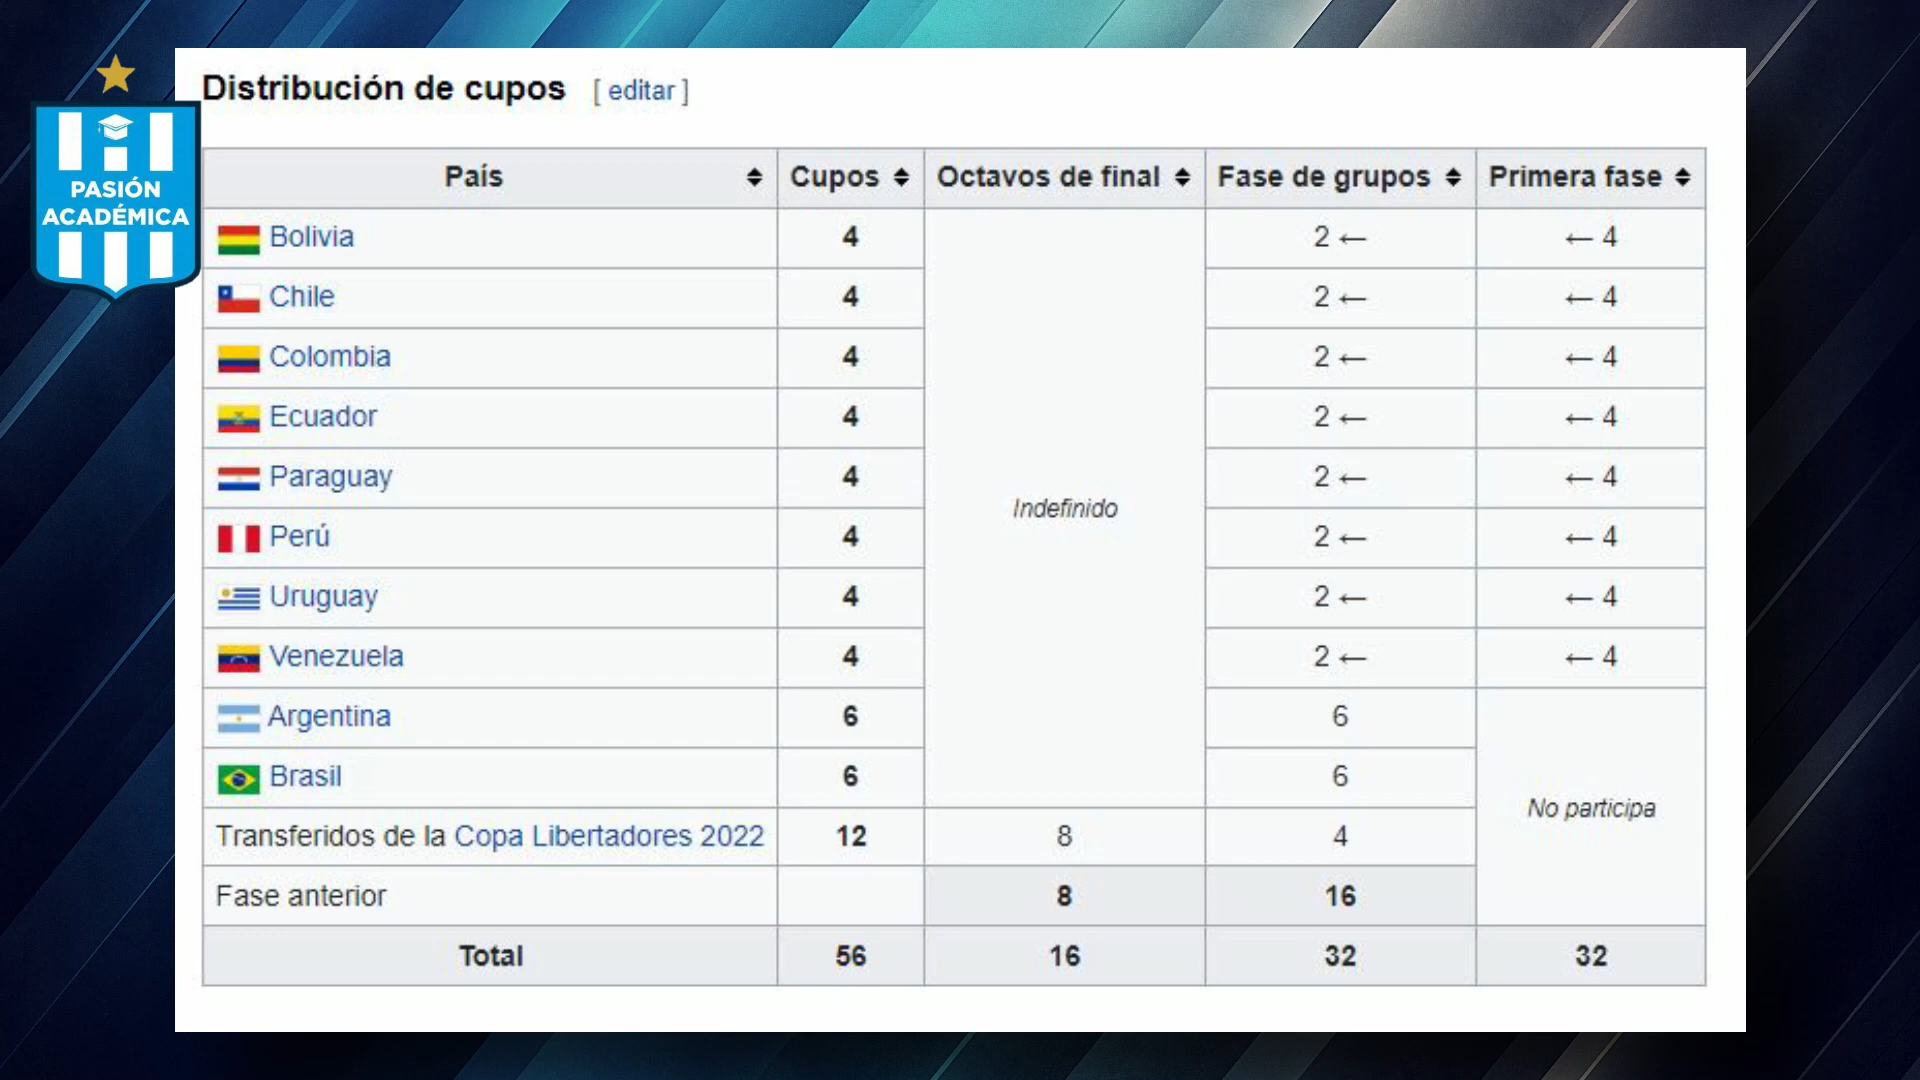 Distribución de cupos [ editar ]
PASIÓN
ACADÉMICA
País Cupos Octavos de final Fase de grupos Primera fase
Bolivia 4 2 ← ← 4
Chile 4 2 ← ← 4
Colombia 4 2 ← ← 4
Ecuador 4 2 ← ← 4
Paraguay 4 2 ← ← 4
Indefinido
Perú 4 2 ← ← 4
Uruguay 4 2 ← ← 4
Venezuela 4 2 ← ← 4
Argentina 6 6
Brasil 6 6
No participa
Transferidos de la Copa Libertadores 2022 12 8 4
Fase anterior 8 16
Total 56 16 32 32